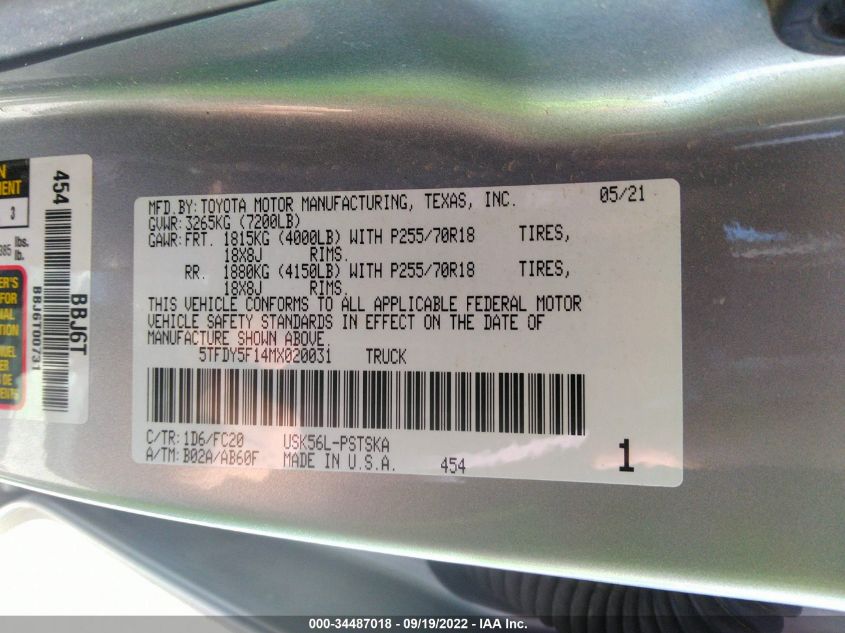 MFD BY: TOYOTA MOTOR MANUFACTURING, TEXAS, INC. 05/21
GVWR: 3265KG (7200LB)
GAWR: FRT. 1815KG (4000LB) WITH P255/70R18 TIRES,
18X8J RIMS.
RR. 1880KG (4150LB) WITH P255/70R18 TIRES,
18X8J RIMS.
THIS VEHICLE CONFORMS TO ALL APPLICABLE FEDERAL MOTOR
VEHICLE SAFETY STANDARDS IN EFFECT ON THE DATE OF
MANUFACTURE SHOWN ABOVE.
5TFDY5F14MX020031 TRUCK
C/TR: 1D6/FC20 USK56L-PSTSKA
A/TM: B02A/AB60F MADE IN U.S.A. 454 1
454
BBJ6T
BBJ6T00731
3
385 lbs.
lb.
FOR
000-34487018 - 09/19/2022 - IAA Inc.